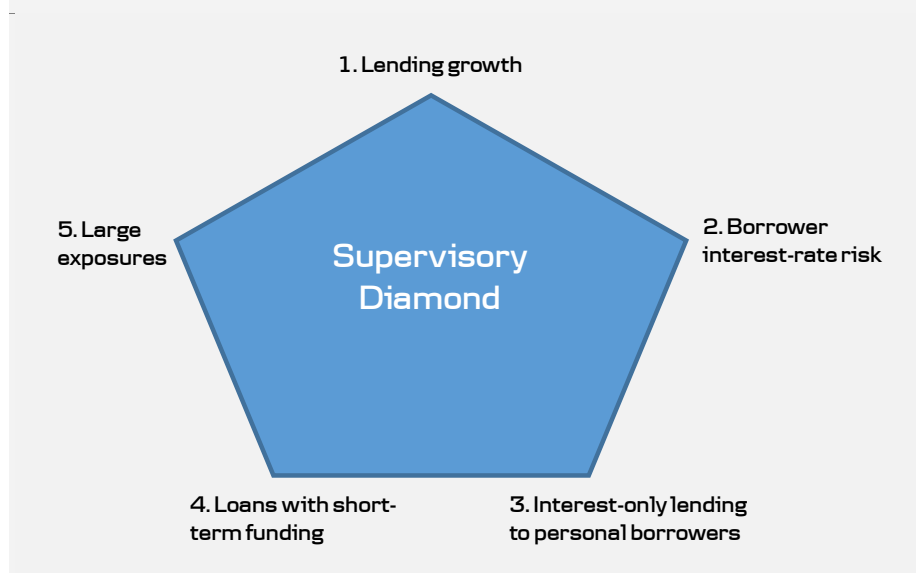 1. Lending growth
2. Borrower
interest-rate risk
3. Interest-only lending
to personal borrowers
4. Loans with short-
term funding
5. Large
exposures
Supervisory
Diamond